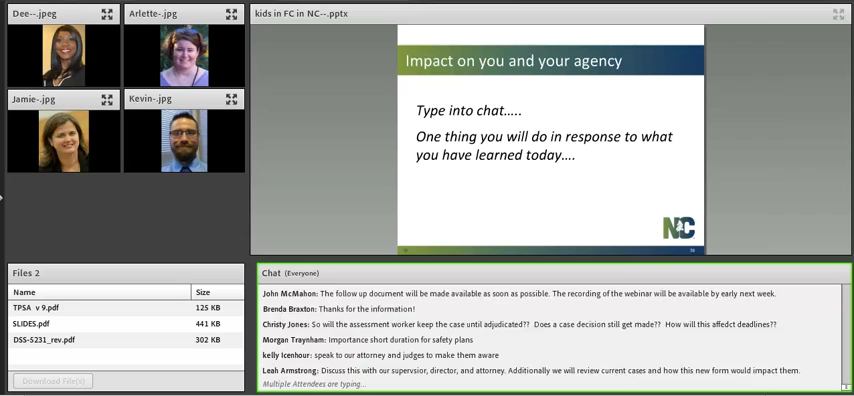 Dee--.jpeg
Arlette-.jpg
kids in FC in NC--.pptx
Jamie-.jpg
Kevin-.jpg
Impact on you and your agency
Type into chat…..
One thing you will do in response to what
you have learned today….
NC
Files 2
Name Size
TPSA v 9.pdf 125 KB
SLIDES.pdf 441 KB
DSS-5231_rev.pdf 302 KB
Download File(s)
Chat (Everyone)
John McMahon: The follow up document will be made available as soon as possible. The recording of the webinar will be available by early next week.
Brenda Braxton: Thanks for the information!
Christy Jones: So will the assessment worker keep the case until adjudicated?? Does a case decision still get made?? How will this affedct deadlines??
Morgan Traynham: Importance short duration for safety plans
kelly Icenhour: speak to our attorney and judges to make them aware
Leah Armstrong: Discuss this with our supervsior, director, and attorney. Additionally we will review current cases and how this new form would impact them.
Multiple Attendees are typing...